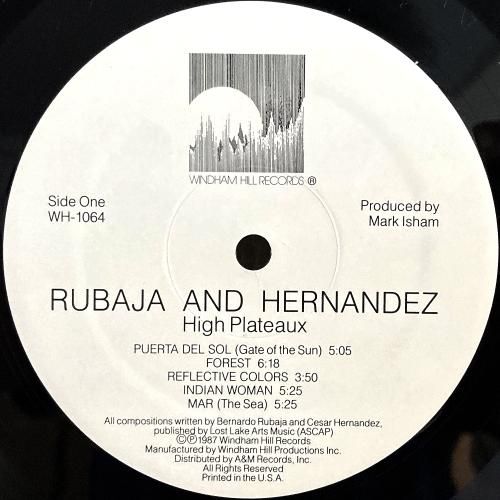 WINDHAM HILL RECORDS ®
Side One
WH-1064
Produced by
Mark Isham
RUBAJA AND HERNANDEZ
High Plateaux
PUERTA DEL SOL (Gate of the Sun) 5:05
FOREST 6:18
REFLECTIVE COLORS 3:50
INDIAN WOMAN 5:25
MAR (The Sea) 5:25
All compositions written by Bernardo Rubaja and Cesar Hernandez,
published by Lost Lake Arts Music (ASCAP)
©℗1987 Windham Hill Records
Manufactured by Windham Hill Productions Inc.
Distributed by A&M Records, Inc.
All Rights Reserved
Printed in the U.S.A.